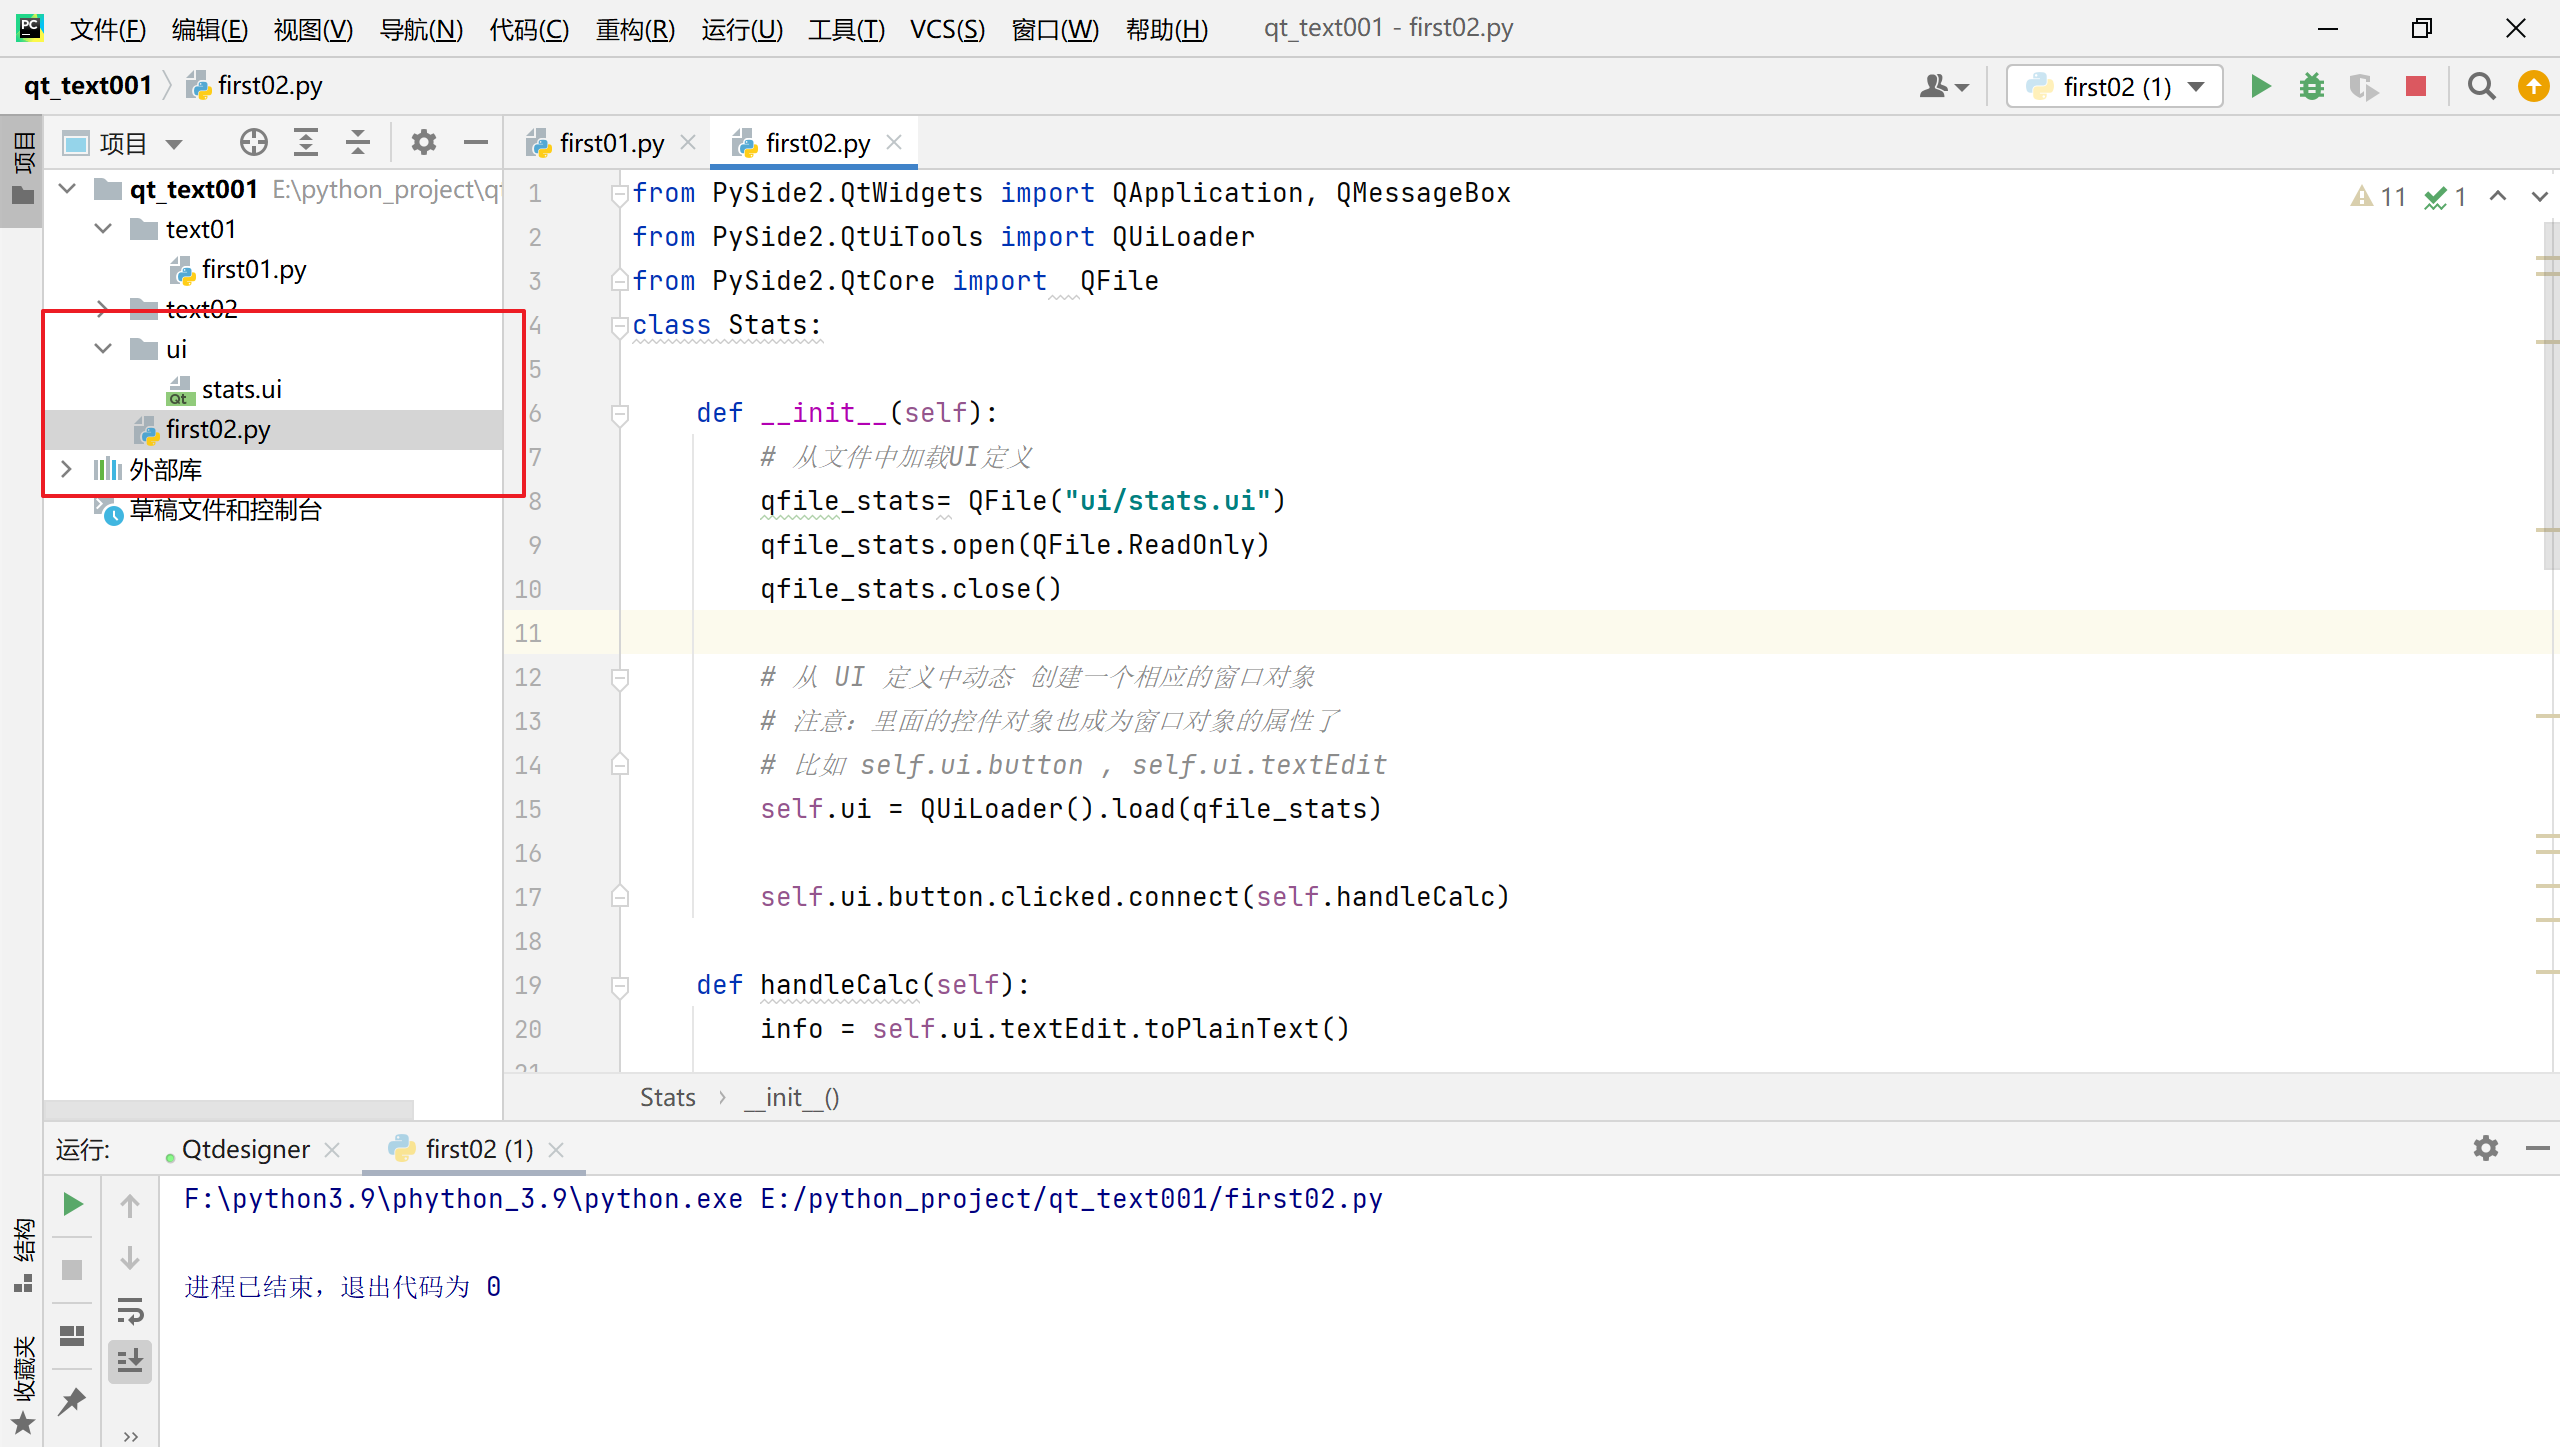 文件(F) 编辑(E) 视图(V) 导航(N) 代码(C) 重构(R) 运行(U) 工具(T) VCS(S) 窗口(W) 帮助(H) qt_text001 - first02.py
qt_text001 first02.py first02 (1)
项目 first01.py first02.py
项目
qt_text001 E:\python_project\qt
text01
first01.py
text02
ui
stats.ui
first02.py
外部库
草稿文件和控制台
11 1
1 from PySide2.QtWidgets import QApplication, QMessageBox
2 from PySide2.QtUiTools import QUiLoader
3 from PySide2.QtCore import  QFile
4 class Stats:
5
6 def __init__(self):
7 # 从文件中加载UI定义
8 qfile_stats= QFile("ui/stats.ui")
9 qfile_stats.open(QFile.ReadOnly)
10 qfile_stats.close()
11
12 # 从 UI 定义中动态 创建一个相应的窗口对象
13 # 注意：里面的控件对象也成为窗口对象的属性了
14 # 比如 self.ui.button , self.ui.textEdit
15 self.ui = QUiLoader().load(qfile_stats)
16
17 self.ui.button.clicked.connect(self.handleCalc)
18
19 def handleCalc(self):
20 info = self.ui.textEdit.toPlainText()
21
Stats › __init__()
运行: Qtdesigner first02 (1)
F:\python3.9\phython_3.9\python.exe E:/python_project/qt_text001/first02.py
进程已结束，退出代码为 0
结构
收藏夹